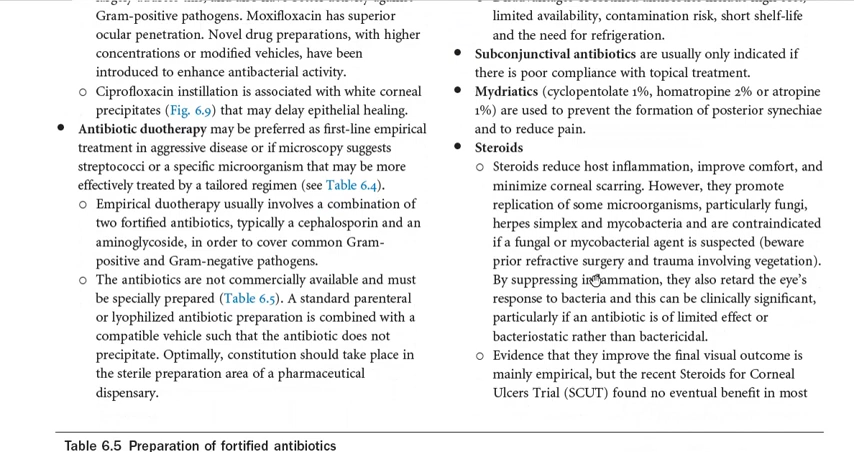 Gram-positive pathogens. Moxifloxacin has superior
ocular penetration. Novel drug preparations, with higher
concentrations or modified vehicles, have been
introduced to enhance antibacterial activity.
○ Ciprofloxacin instillation is associated with white corneal
precipitates (Fig. 6.9) that may delay epithelial healing.
• Antibiotic duotherapy may be preferred as first-line empirical
treatment in aggressive disease or if microscopy suggests
streptococci or a specific microorganism that may be more
effectively treated by a tailored regimen (see Table 6.4).
○ Empirical duotherapy usually involves a combination of
two fortified antibiotics, typically a cephalosporin and an
aminoglycoside, in order to cover common Gram-
positive and Gram-negative pathogens.
○ The antibiotics are not commercially available and must
be specially prepared (Table 6.5). A standard parenteral
or lyophilized antibiotic preparation is combined with a
compatible vehicle such that the antibiotic does not
precipitate. Optimally, constitution should take place in
the sterile preparation area of a pharmaceutical
dispensary.
limited availability, contamination risk, short shelf-life
and the need for refrigeration.
• Subconjunctival antibiotics are usually only indicated if
there is poor compliance with topical treatment.
• Mydriatics (cyclopentolate 1%, homatropine 2% or atropine
1%) are used to prevent the formation of posterior synechiae
and to reduce pain.
• Steroids
○ Steroids reduce host inflammation, improve comfort, and
minimize corneal scarring. However, they promote
replication of some microorganisms, particularly fungi,
herpes simplex and mycobacteria and are contraindicated
if a fungal or mycobacterial agent is suspected (beware
prior refractive surgery and trauma involving vegetation).
By suppressing inflammation, they also retard the eye's
response to bacteria and this can be clinically significant,
particularly if an antibiotic is of limited effect or
bacteriostatic rather than bactericidal.
○ Evidence that they improve the final visual outcome is
mainly empirical, but the recent Steroids for Corneal
Ulcers Trial (SCUT) found no eventual benefit in most
Table 6.5 Preparation of fortified antibiotics